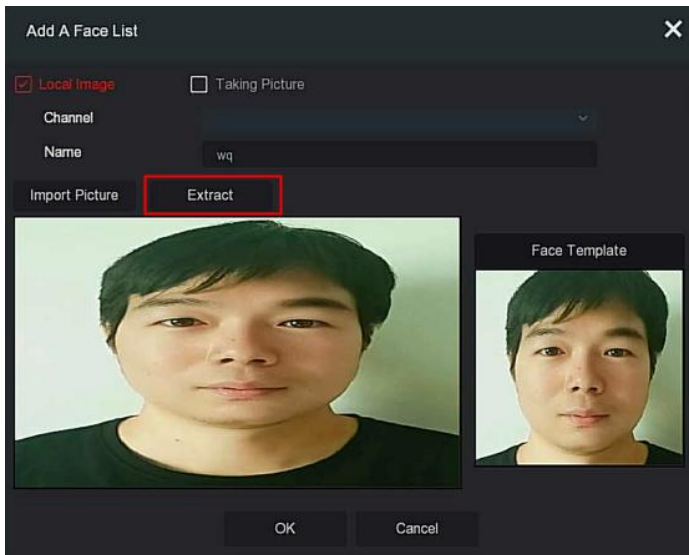 Add A Face List
Local Image Taking Picture
Channel
Name wq
Import Picture Extract
Face Template
OK Cancel